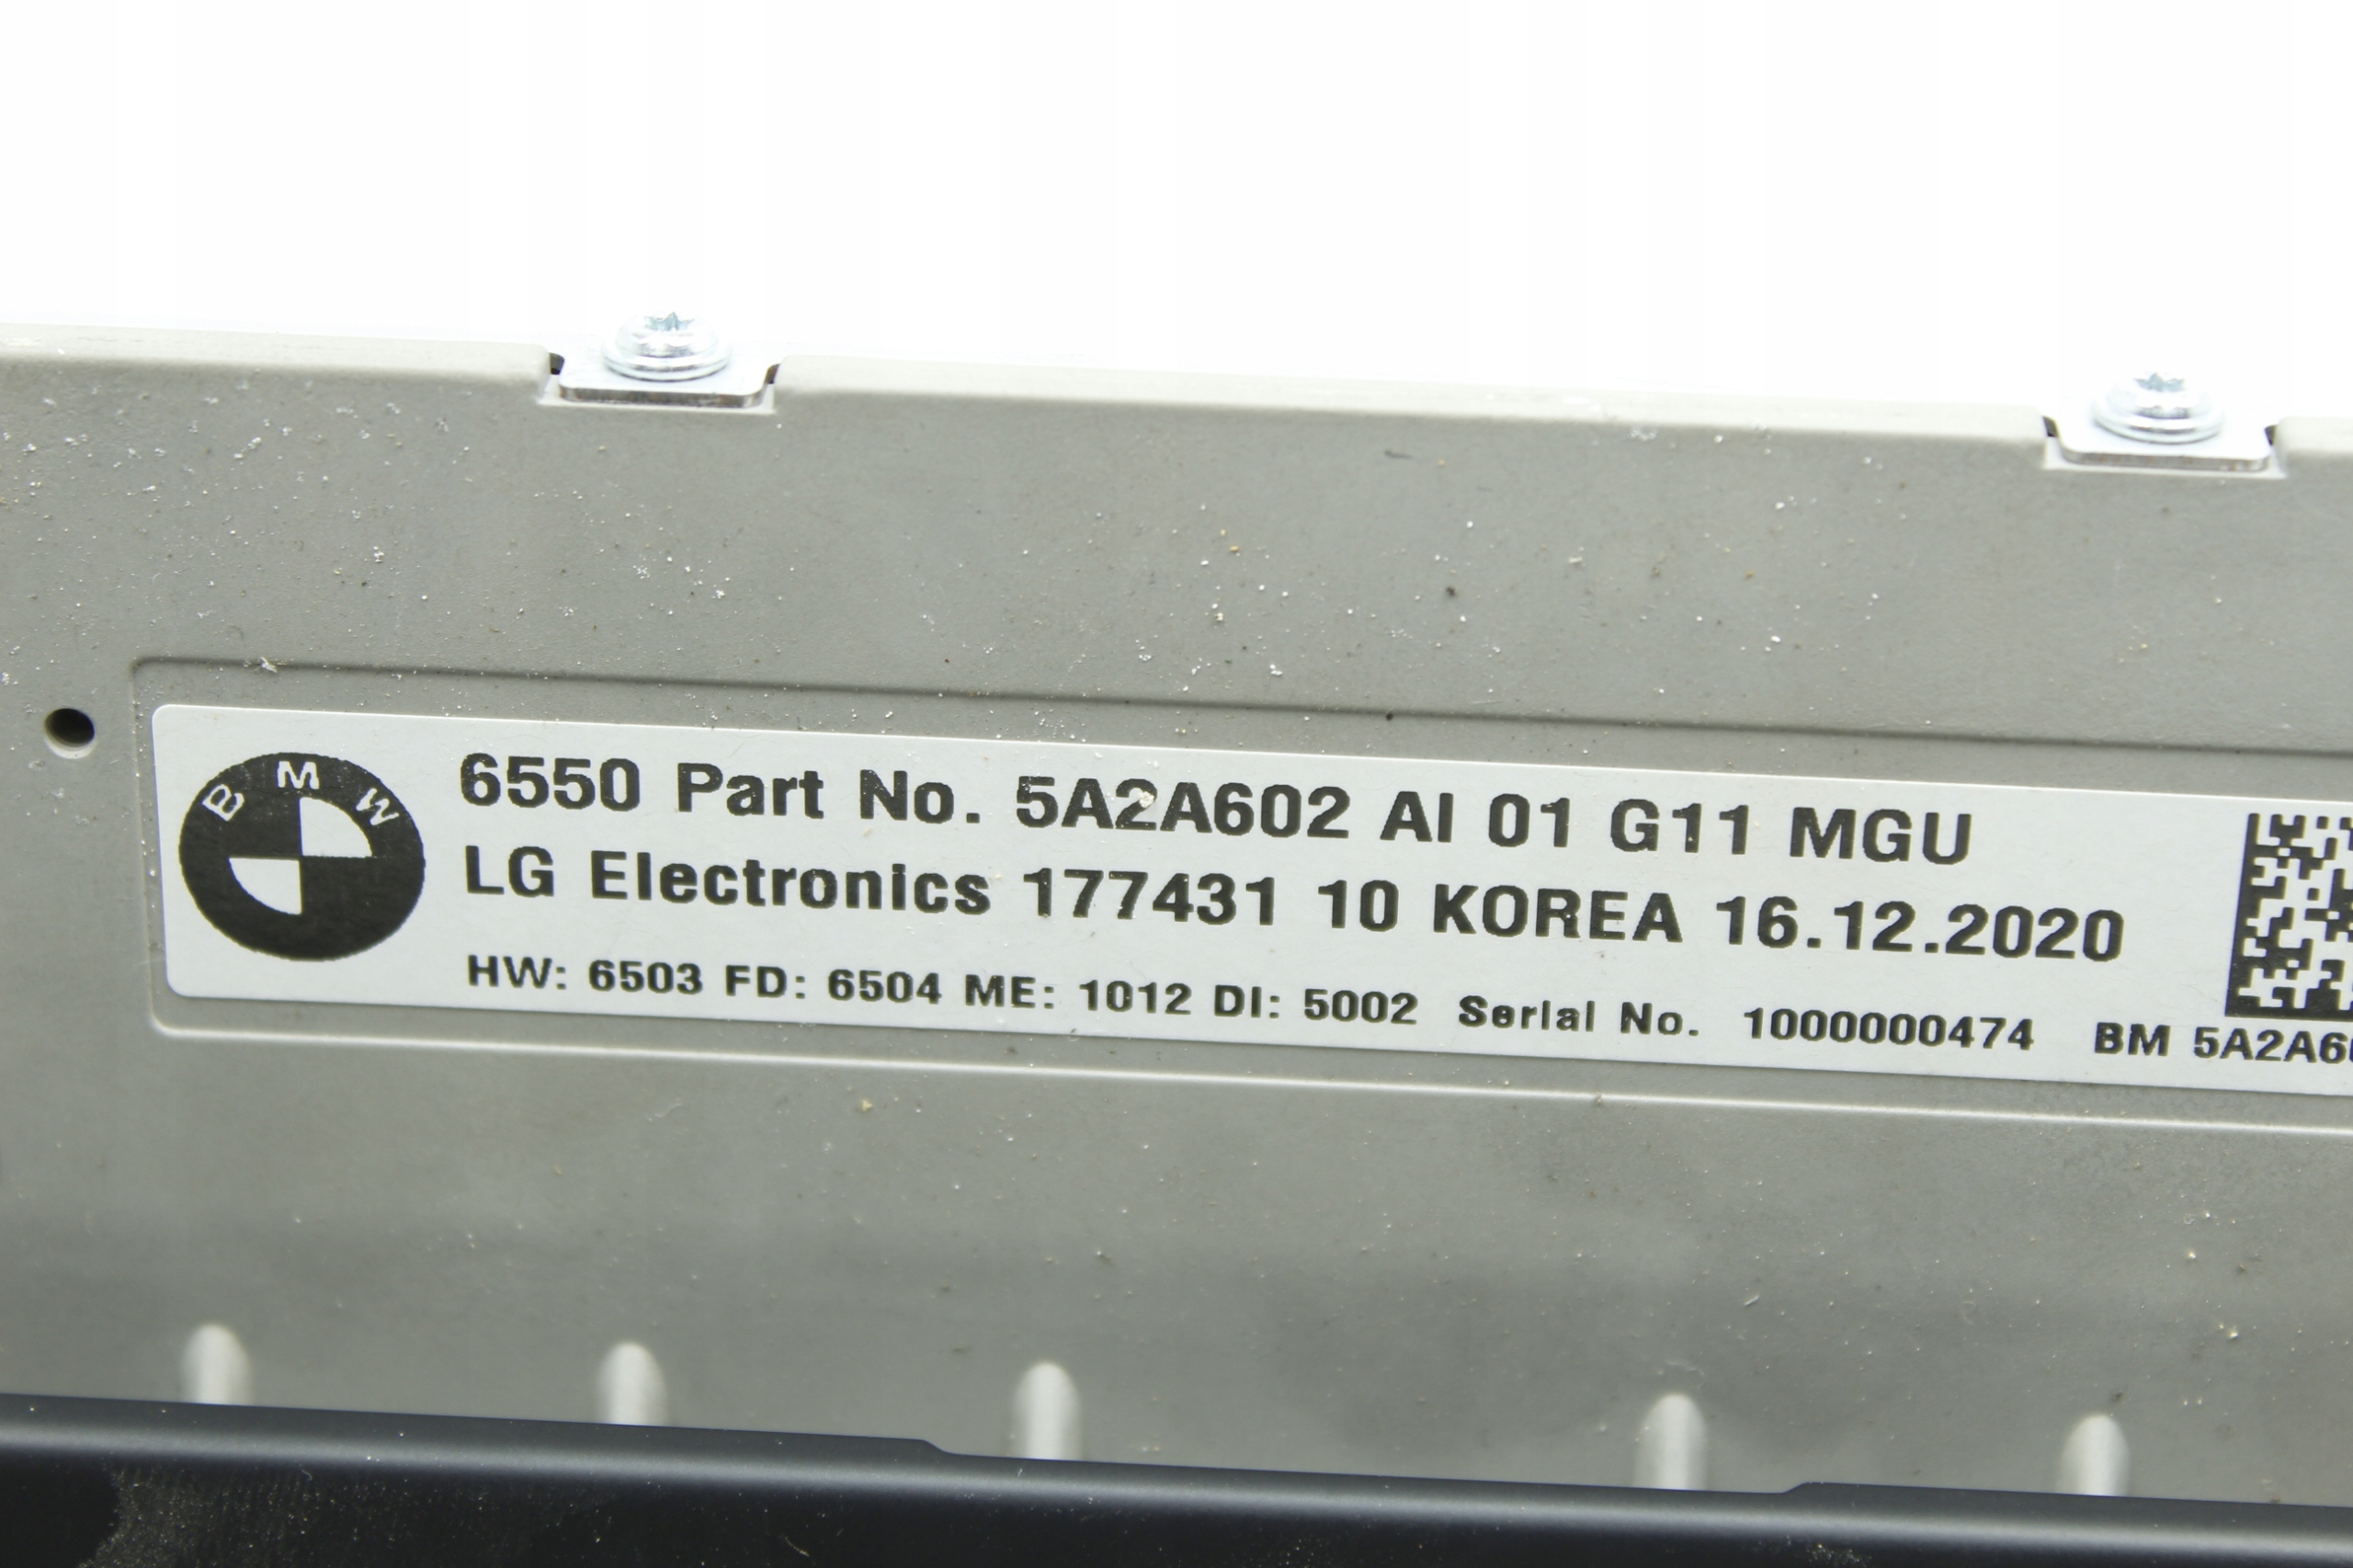 BMW
6550 Part No. 5A2A602 AI 01 G11 MGU
LG Electronics 177431 10 KOREA 16.12.2020
HW: 6503 FD: 6504 ME: 1012 DI: 5002 Serial No. 1000000474 BM